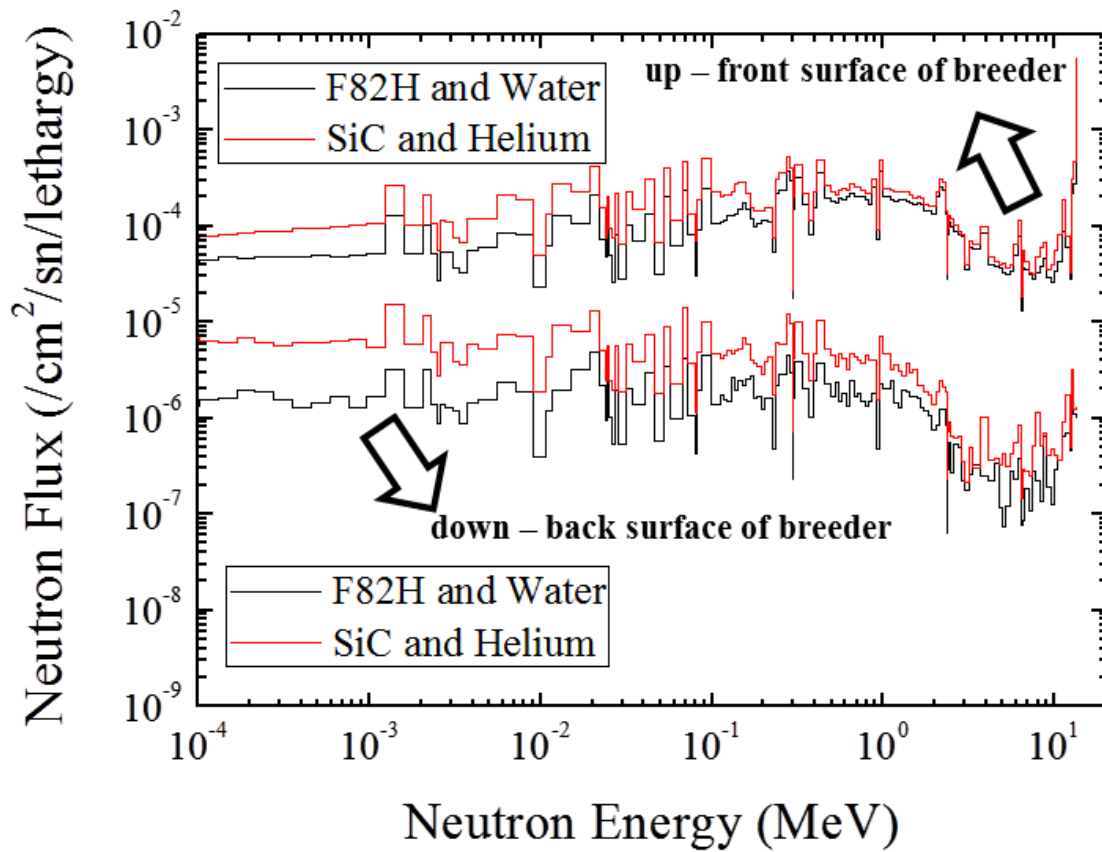 Neutron Flux (/cm²/sn/lethargy)
10⁻²
10⁻³
10⁻⁴
10⁻⁵
10⁻⁶
10⁻⁷
10⁻⁸
10⁻⁹
F82H and Water
SiC and Helium
up – front surface of breeder
down – back surface of breeder
F82H and Water
SiC and Helium
10⁻⁴ 10⁻³ 10⁻² 10⁻¹ 10⁰ 10¹
Neutron Energy (MeV)